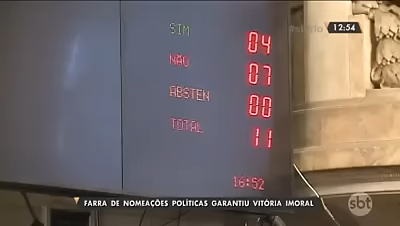 12:54
SIM 04
NÃO 07
ABSTEN 00
TOTAL 11
16:52
FARRA DE NOMEAÇÕES POLÍTICAS GARANTIU VITÓRIA IMORAL
sbt